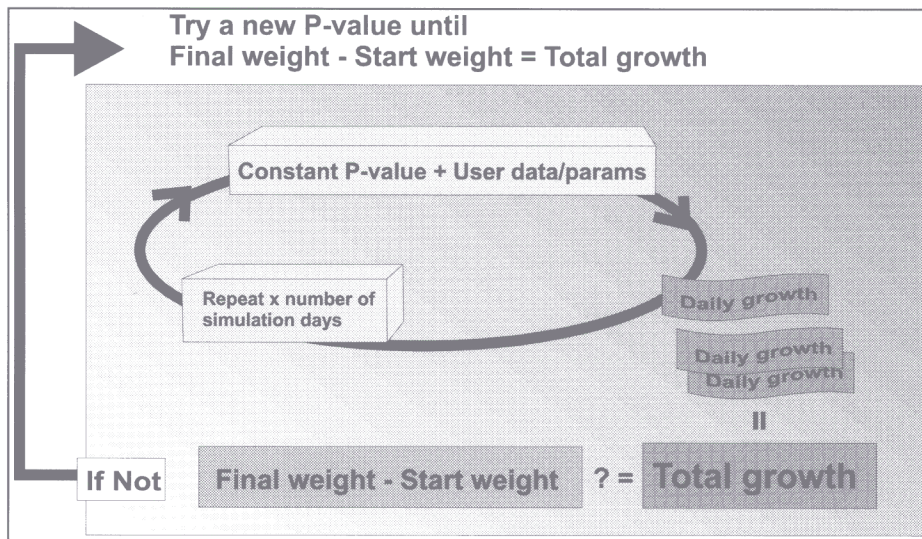 Try a new P-value until
Final weight - Start weight = Total growth
Constant P-value + User data/params
Repeat x number of
simulation days
Daily growth
Daily growth
Daily growth
=
If Not
Final weight - Start weight ? = Total growth